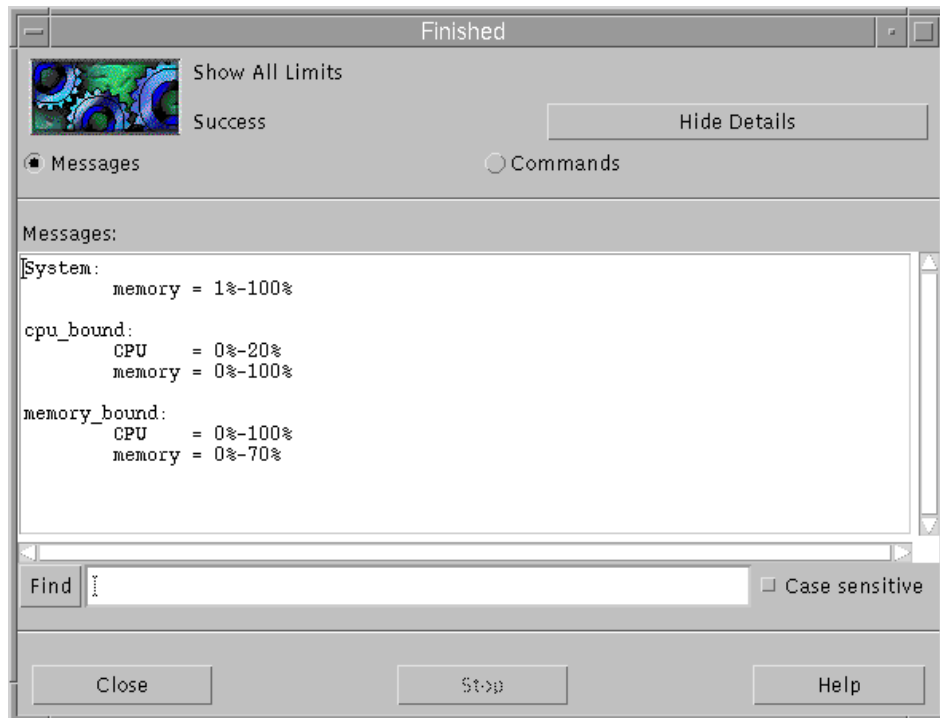 Finished
Show All Limits
Success
Hide Details
Messages
Commands
Messages:
System:
memory = 1%-100%
cpu_bound:
CPU = 0%-20%
memory = 0%-100%
memory_bound:
CPU = 0%-100%
memory = 0%-70%
Find
Case sensitive
Close
Stop
Help